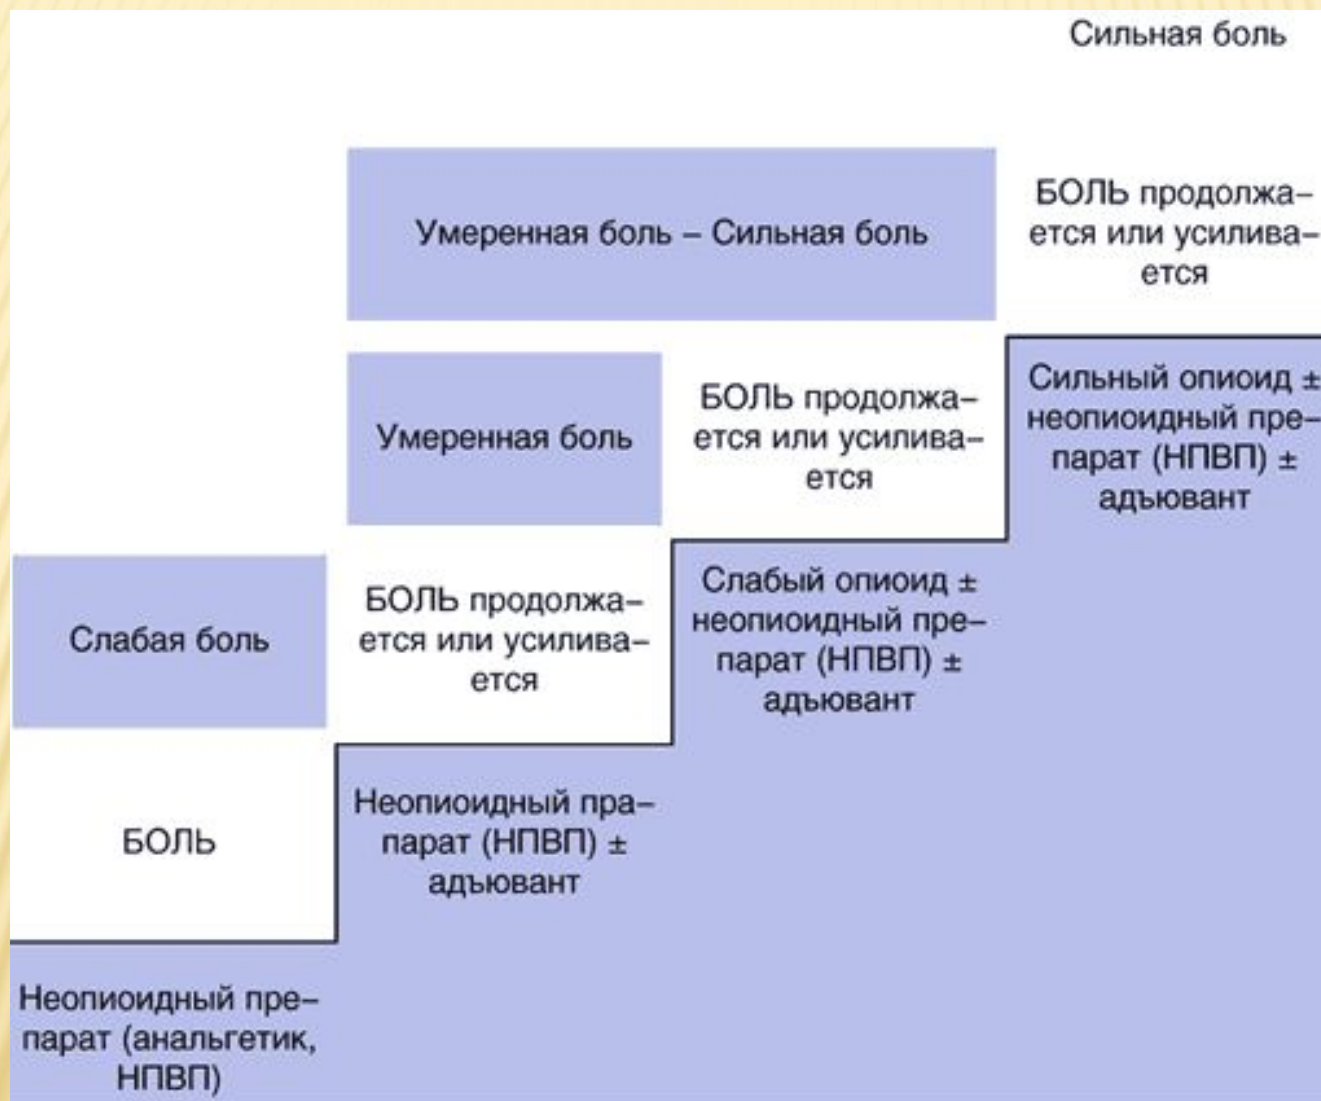 Сильная боль
Умеренная боль – Сильная боль
БОЛЬ продолжа–
ется или усилива–
ется
Умеренная боль
БОЛЬ продолжа–
ется или усилива–
ется
Сильный опиоид ±
неопиоидный пре–
парат (НПВП) ±
адъювант
Слабая боль
БОЛЬ продолжа–
ется или усилива–
ется
Слабый опиоид ±
неопиоидный пре–
парат (НПВП) ±
адъювант
БОЛЬ
Неопиоидный пра–
парат (НПВП) ±
адъювант
Неопиоидный пре–
парат (анальгетик,
НПВП)